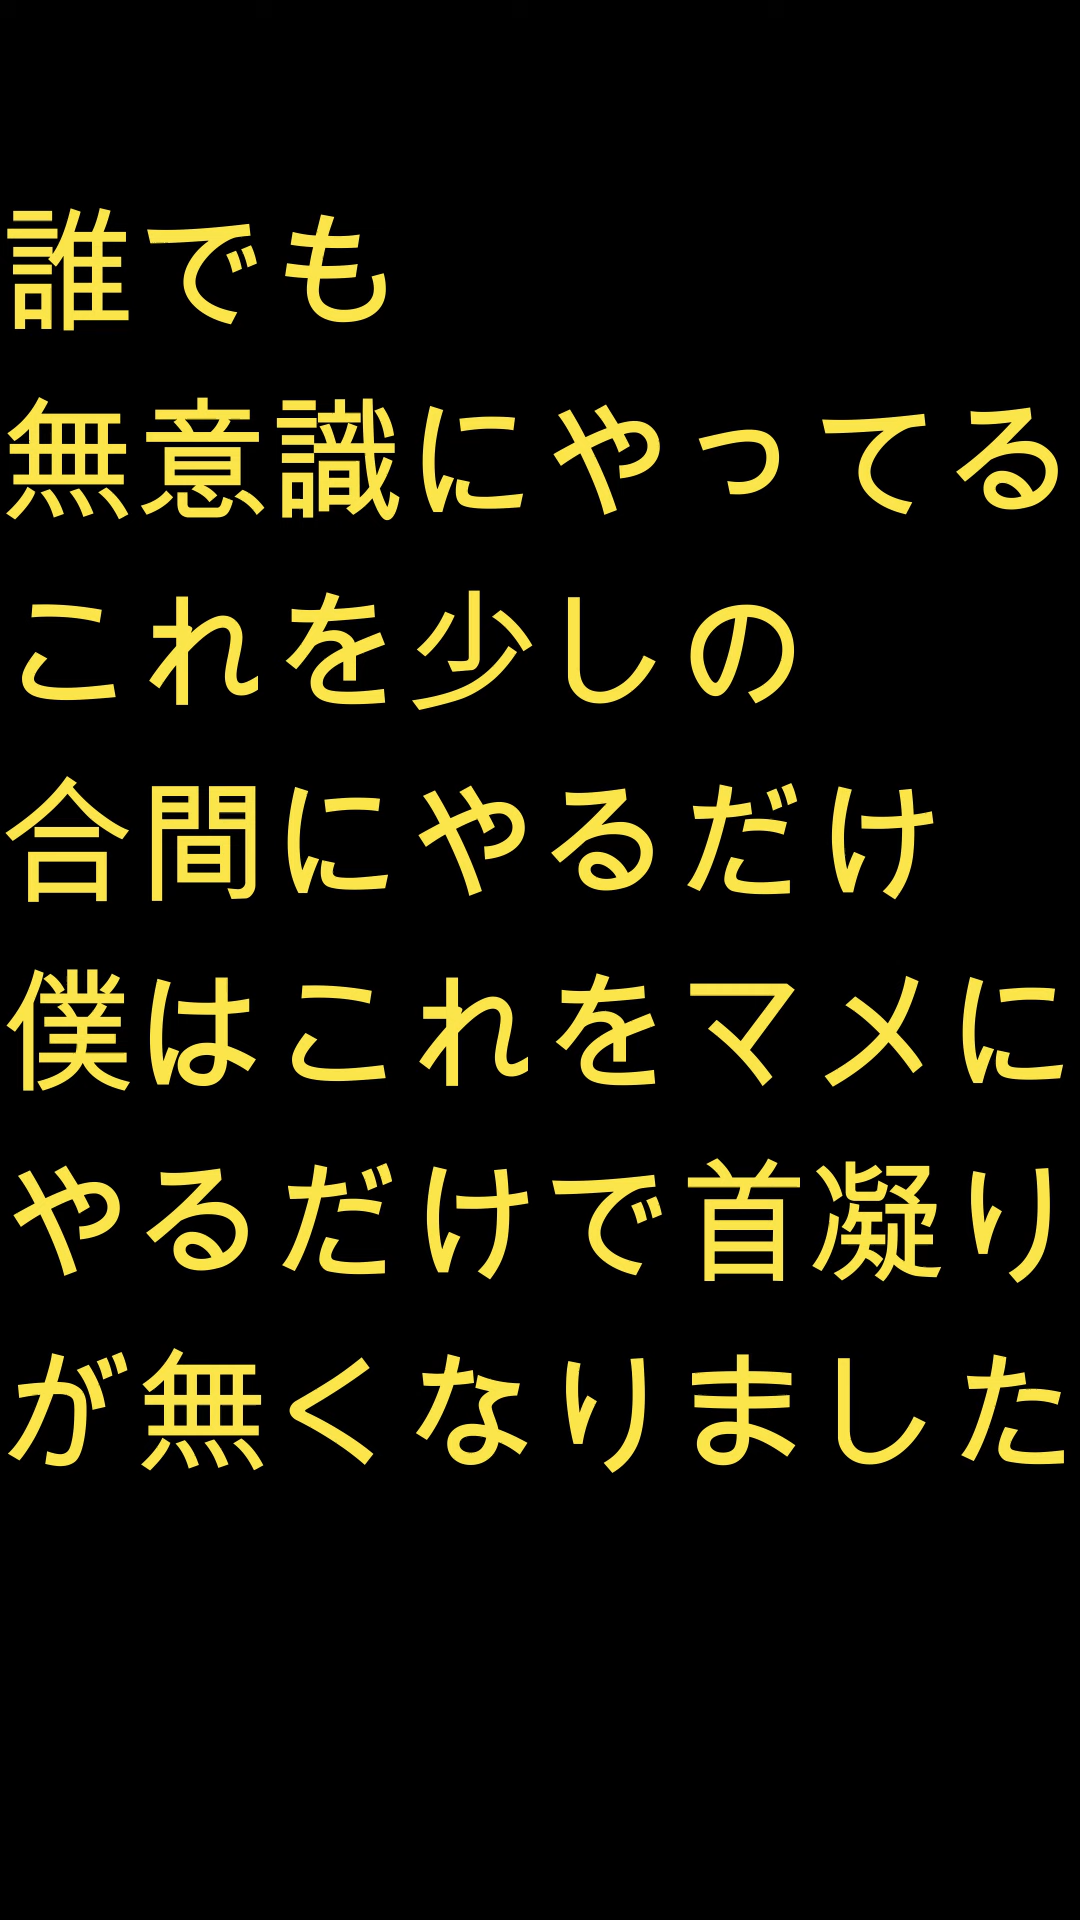 誰でも
無意識にやってる
これを少しの
合間にやるだけ
僕はこれをマメに
やるだけで首凝り
が無くなりました